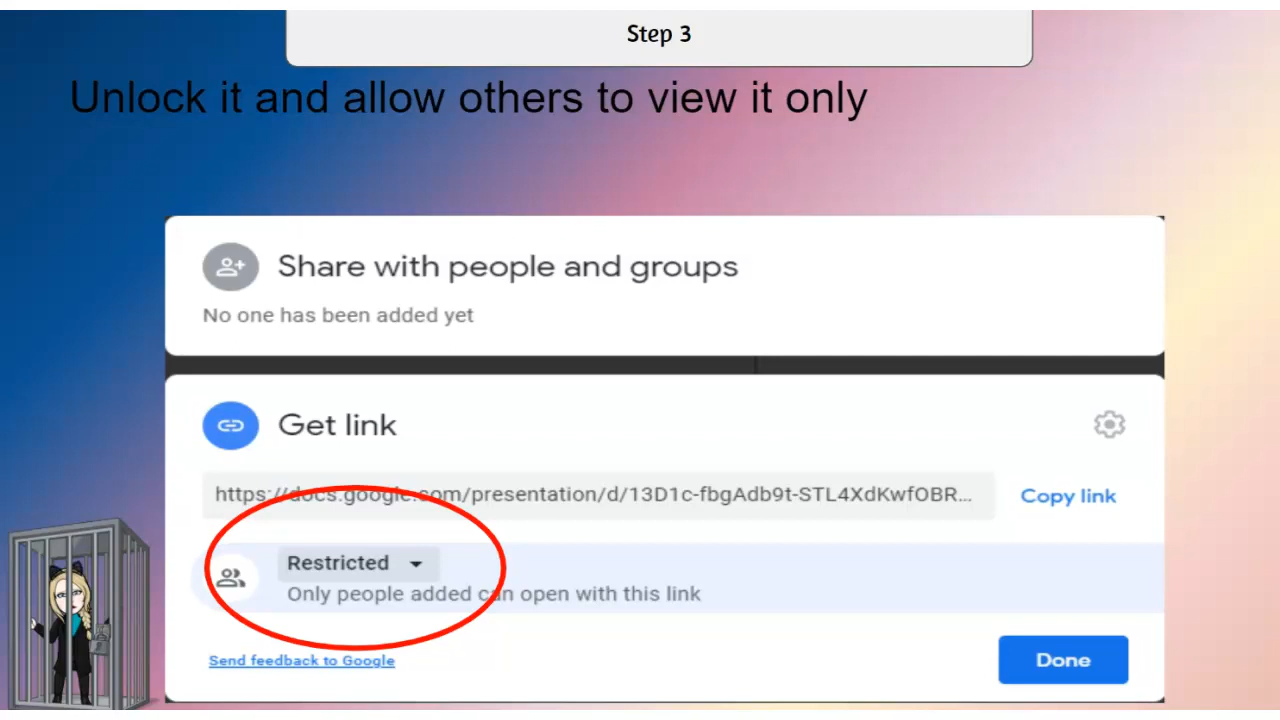 Step 3
Unlock it and allow others to view it only
Share with people and groups
No one has been added yet
Get link
https://docs.google.com/presentation/d/13D1c-fbgAdb9t-STL4XdKwfOBR...
Copy link
Restricted
Only people added can open with this link
Send feedback to Google
Done